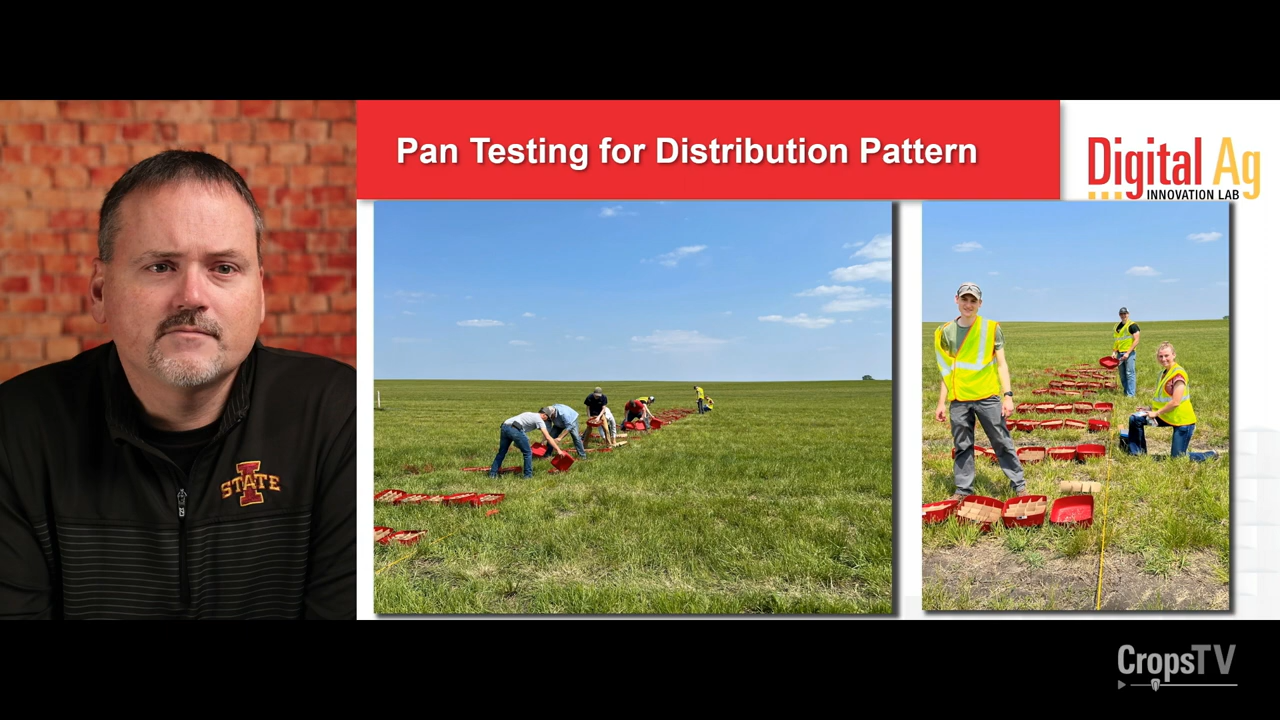 Pan Testing for Distribution Pattern
Digital Ag
INNOVATION LAB
I
STATE
CropsTV